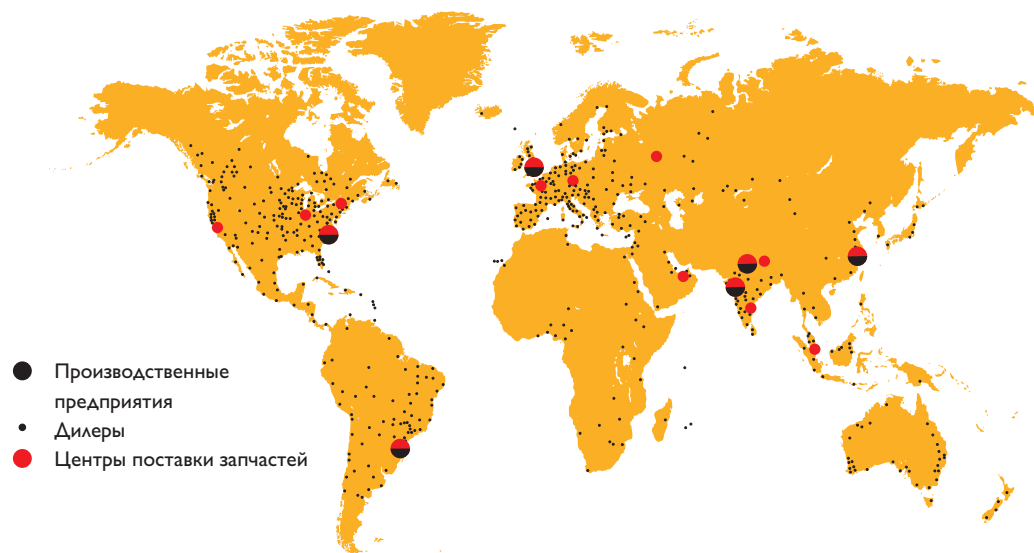 Производственные
предприятия
Дилеры
Центры поставки запчастей